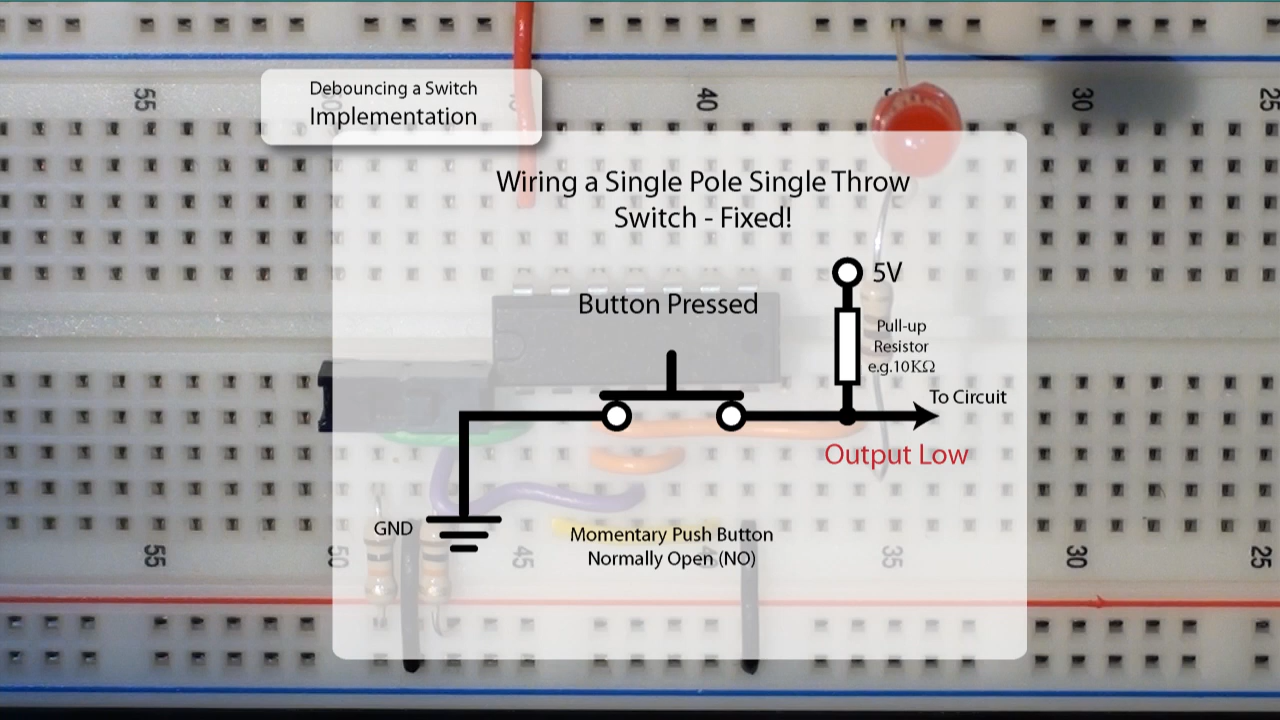 55
40
30
25
Debouncing a Switch
Implementation
Wiring a Single Pole Single Throw
Switch - Fixed!
5V
Button Pressed
Pull-up
Resistor
e.g.10KΩ
To Circuit
Output Low
GND
Momentary Push Button
Normally Open (NO)
55
50
45
40
35
30
25